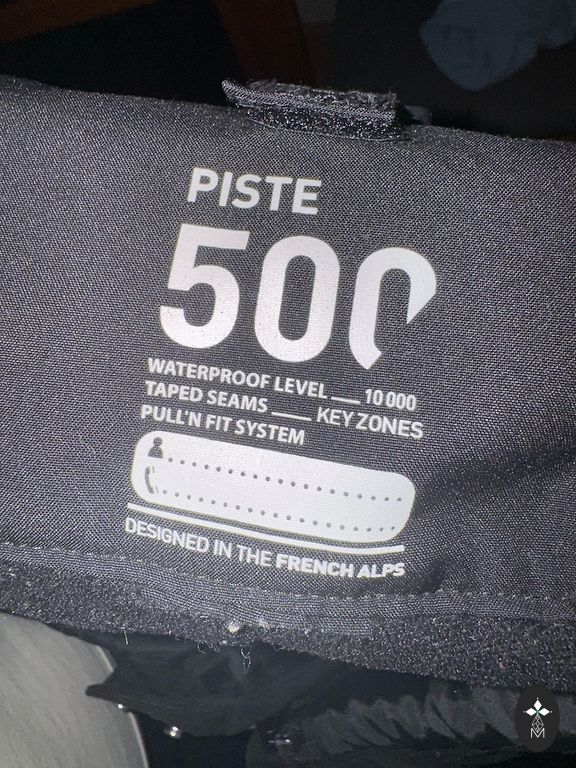 PISTE
500
WATERPROOF LEVEL 10 000
TAPED SEAMS KEY ZONES
PULL'N FIT SYSTEM
DESIGNED IN THE FRENCH ALPS
M